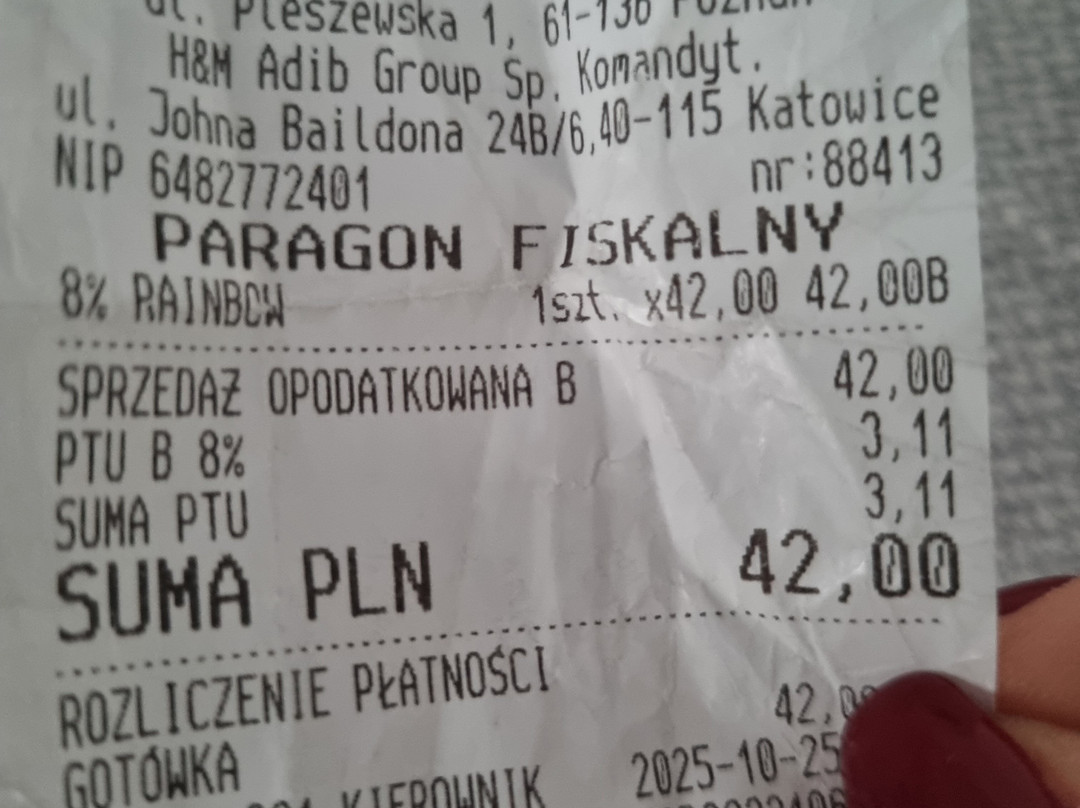 ul. Pleszewska 1, 61-136 Poznań
H&M Adib Group Sp. Komandyt.
ul. Johna Baildona 24B/6,40-115 Katowice
NIP 6482772401 nr:88413
PARAGON FISKALNY
8% RAINBOW 1szt. x42,00 42,00B
SPRZEDAŻ OPODATKOWANA B 42,00
PTU B 8% 3,11
SUMA PTU 3,11
SUMA PLN 42,00
ROZLICZENIE PŁATNOŚCI
GOTÓWKA 42,00
KIEROWNIK 2025-10-25